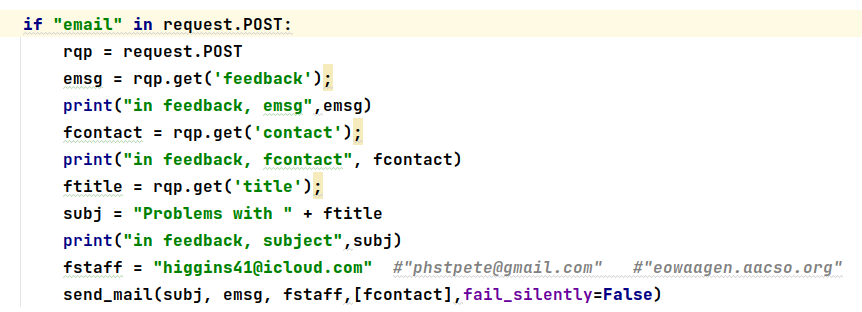 if "email" in request.POST:
    rqp = request.POST
    emsg = rqp.get('feedback');
    print("in feedback, emsg",emsg)
    fcontact = rqp.get('contact');
    print("in feedback, fcontact", fcontact)
    ftitle = rqp.get('title');
    subj = "Problems with " + ftitle
    print("in feedback, subject",subj)
    fstaff = "higgins41@icloud.com"  #"phstpete@gmail.com"   #"eowaagen.aacso.org"
    send_mail(subj, emsg, fstaff,[fcontact],fail_silently=False)